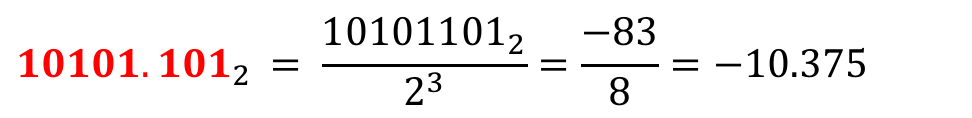 10101.101₂ = 10101101₂/2³ = −83/8 = −10.375